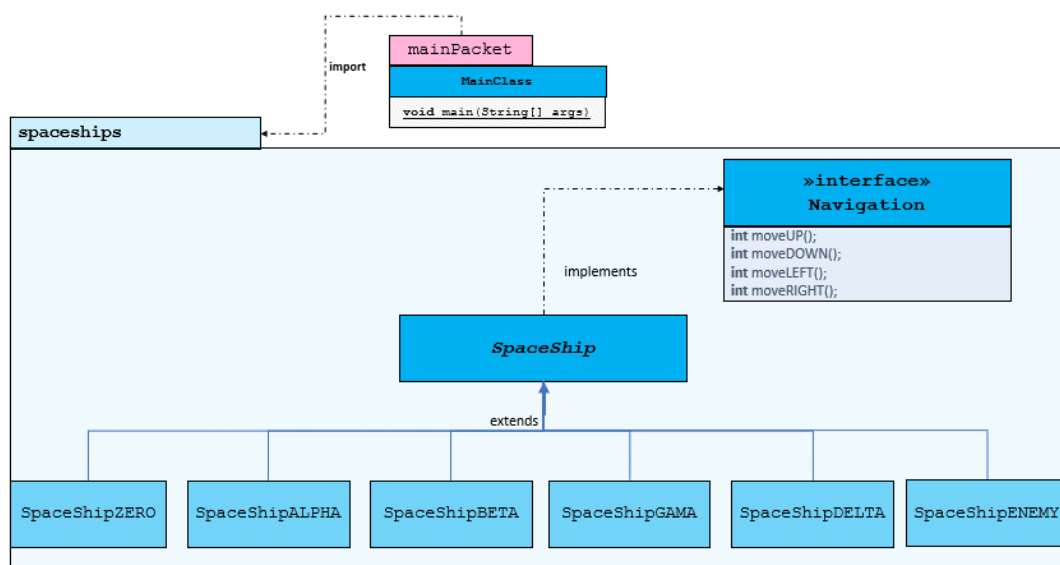 mainPacket
import
MainClass
void main(String[] args)
spaceships
»interface»
Navigation
int moveUP();
int moveDOWN();
int moveLEFT();
int moveRIGHT();
implements
SpaceShip
extends
SpaceShipZERO
SpaceShipALPHA
SpaceShipBETA
SpaceShipGAMA
SpaceShipDELTA
SpaceShipENEMY